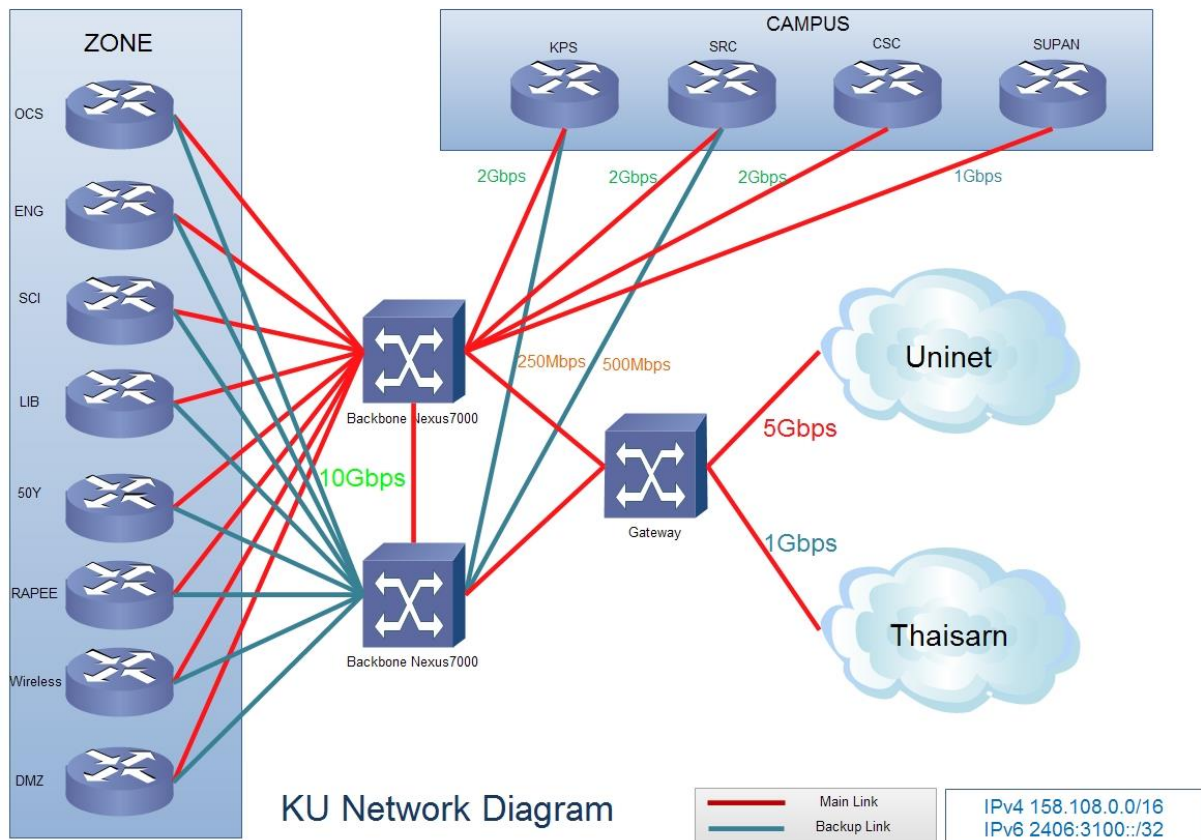 ZONE
OCS
ENG
SCI
LIB
50Y
RAPEE
Wireless
DMZ
CAMPUS
KPS
SRC
CSC
SUPAN
2Gbps
2Gbps
2Gbps
1Gbps
250Mbps
500Mbps
Backbone Nexus7000
10Gbps
Backbone Nexus7000
Gateway
5Gbps
1Gbps
Uninet
Thaisarn
KU Network Diagram
Main Link
Backup Link
IPv4 158.108.0.0/16
IPv6 2406:3100::/32